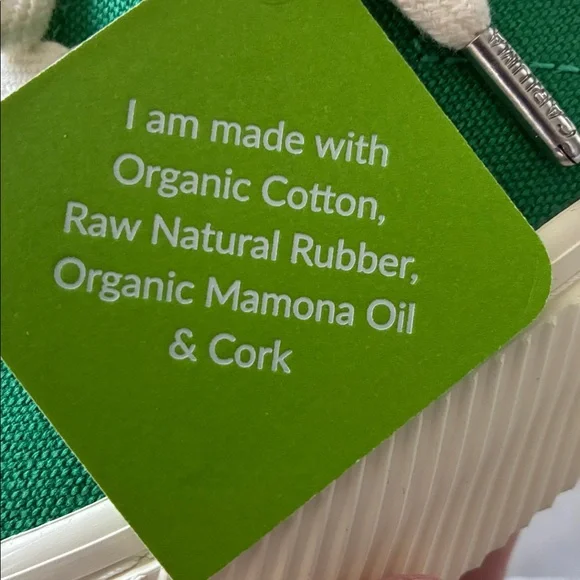 I am made with
Organic Cotton,
Raw Natural Rubber,
Organic Mamona Oil
& Cork